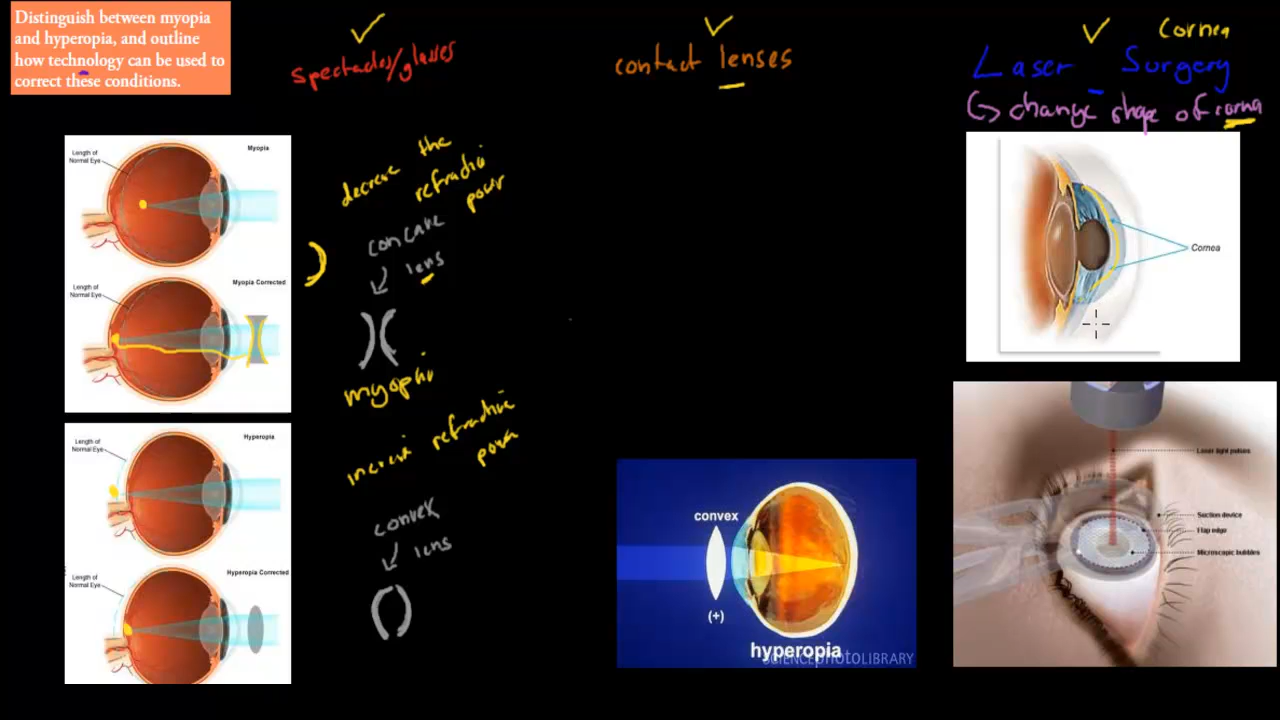 Distinguish between myopia
and hyperopia, and outline
how technology can be used to
correct these conditions.
spectacles/glasses
contact lenses
Cornea
Laser Surgery
↳ change shape of corna
Length of
Normal Eye
Myopia
Length of
Normal Eye
Myopia Corrected
Length of
Normal Eye
Hyperopia
Length of
Normal Eye
Hyperopia Corrected
decrease the
refractive
power
concave
lens
myopia
increase refractive
power
convex
lens
convex
(+)
hyperopia
SCIENCEPHOTOLIBRARY
Cornea
Laser light pulses
Suction device
Flap edge
Microscopic bubbles